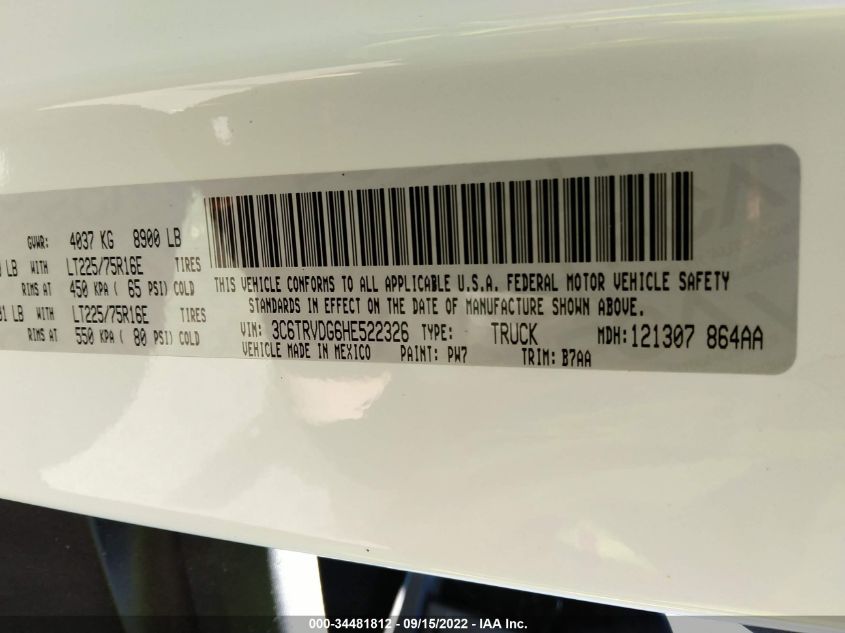 GVWR: 4037 KG 8900 LB
LB WITH LT225/75R16E TIRES
RIMS AT 450 KPA ( 65 PSI) COLD
LB WITH LT225/75R16E TIRES
RIMS AT 550 KPA ( 80 PSI) COLD
THIS VEHICLE CONFORMS TO ALL APPLICABLE U.S.A. FEDERAL MOTOR VEHICLE SAFETY
STANDARDS IN EFFECT ON THE DATE OF MANUFACTURE SHOWN ABOVE.
VIN: 3C6TRVDG6HE522326 TYPE: TRUCK MDH: 121307 864AA
VEHICLE MADE IN MEXICO PAINT: PW7 TRIM: B7AA
000-34481812 - 09/15/2022 - IAA Inc.